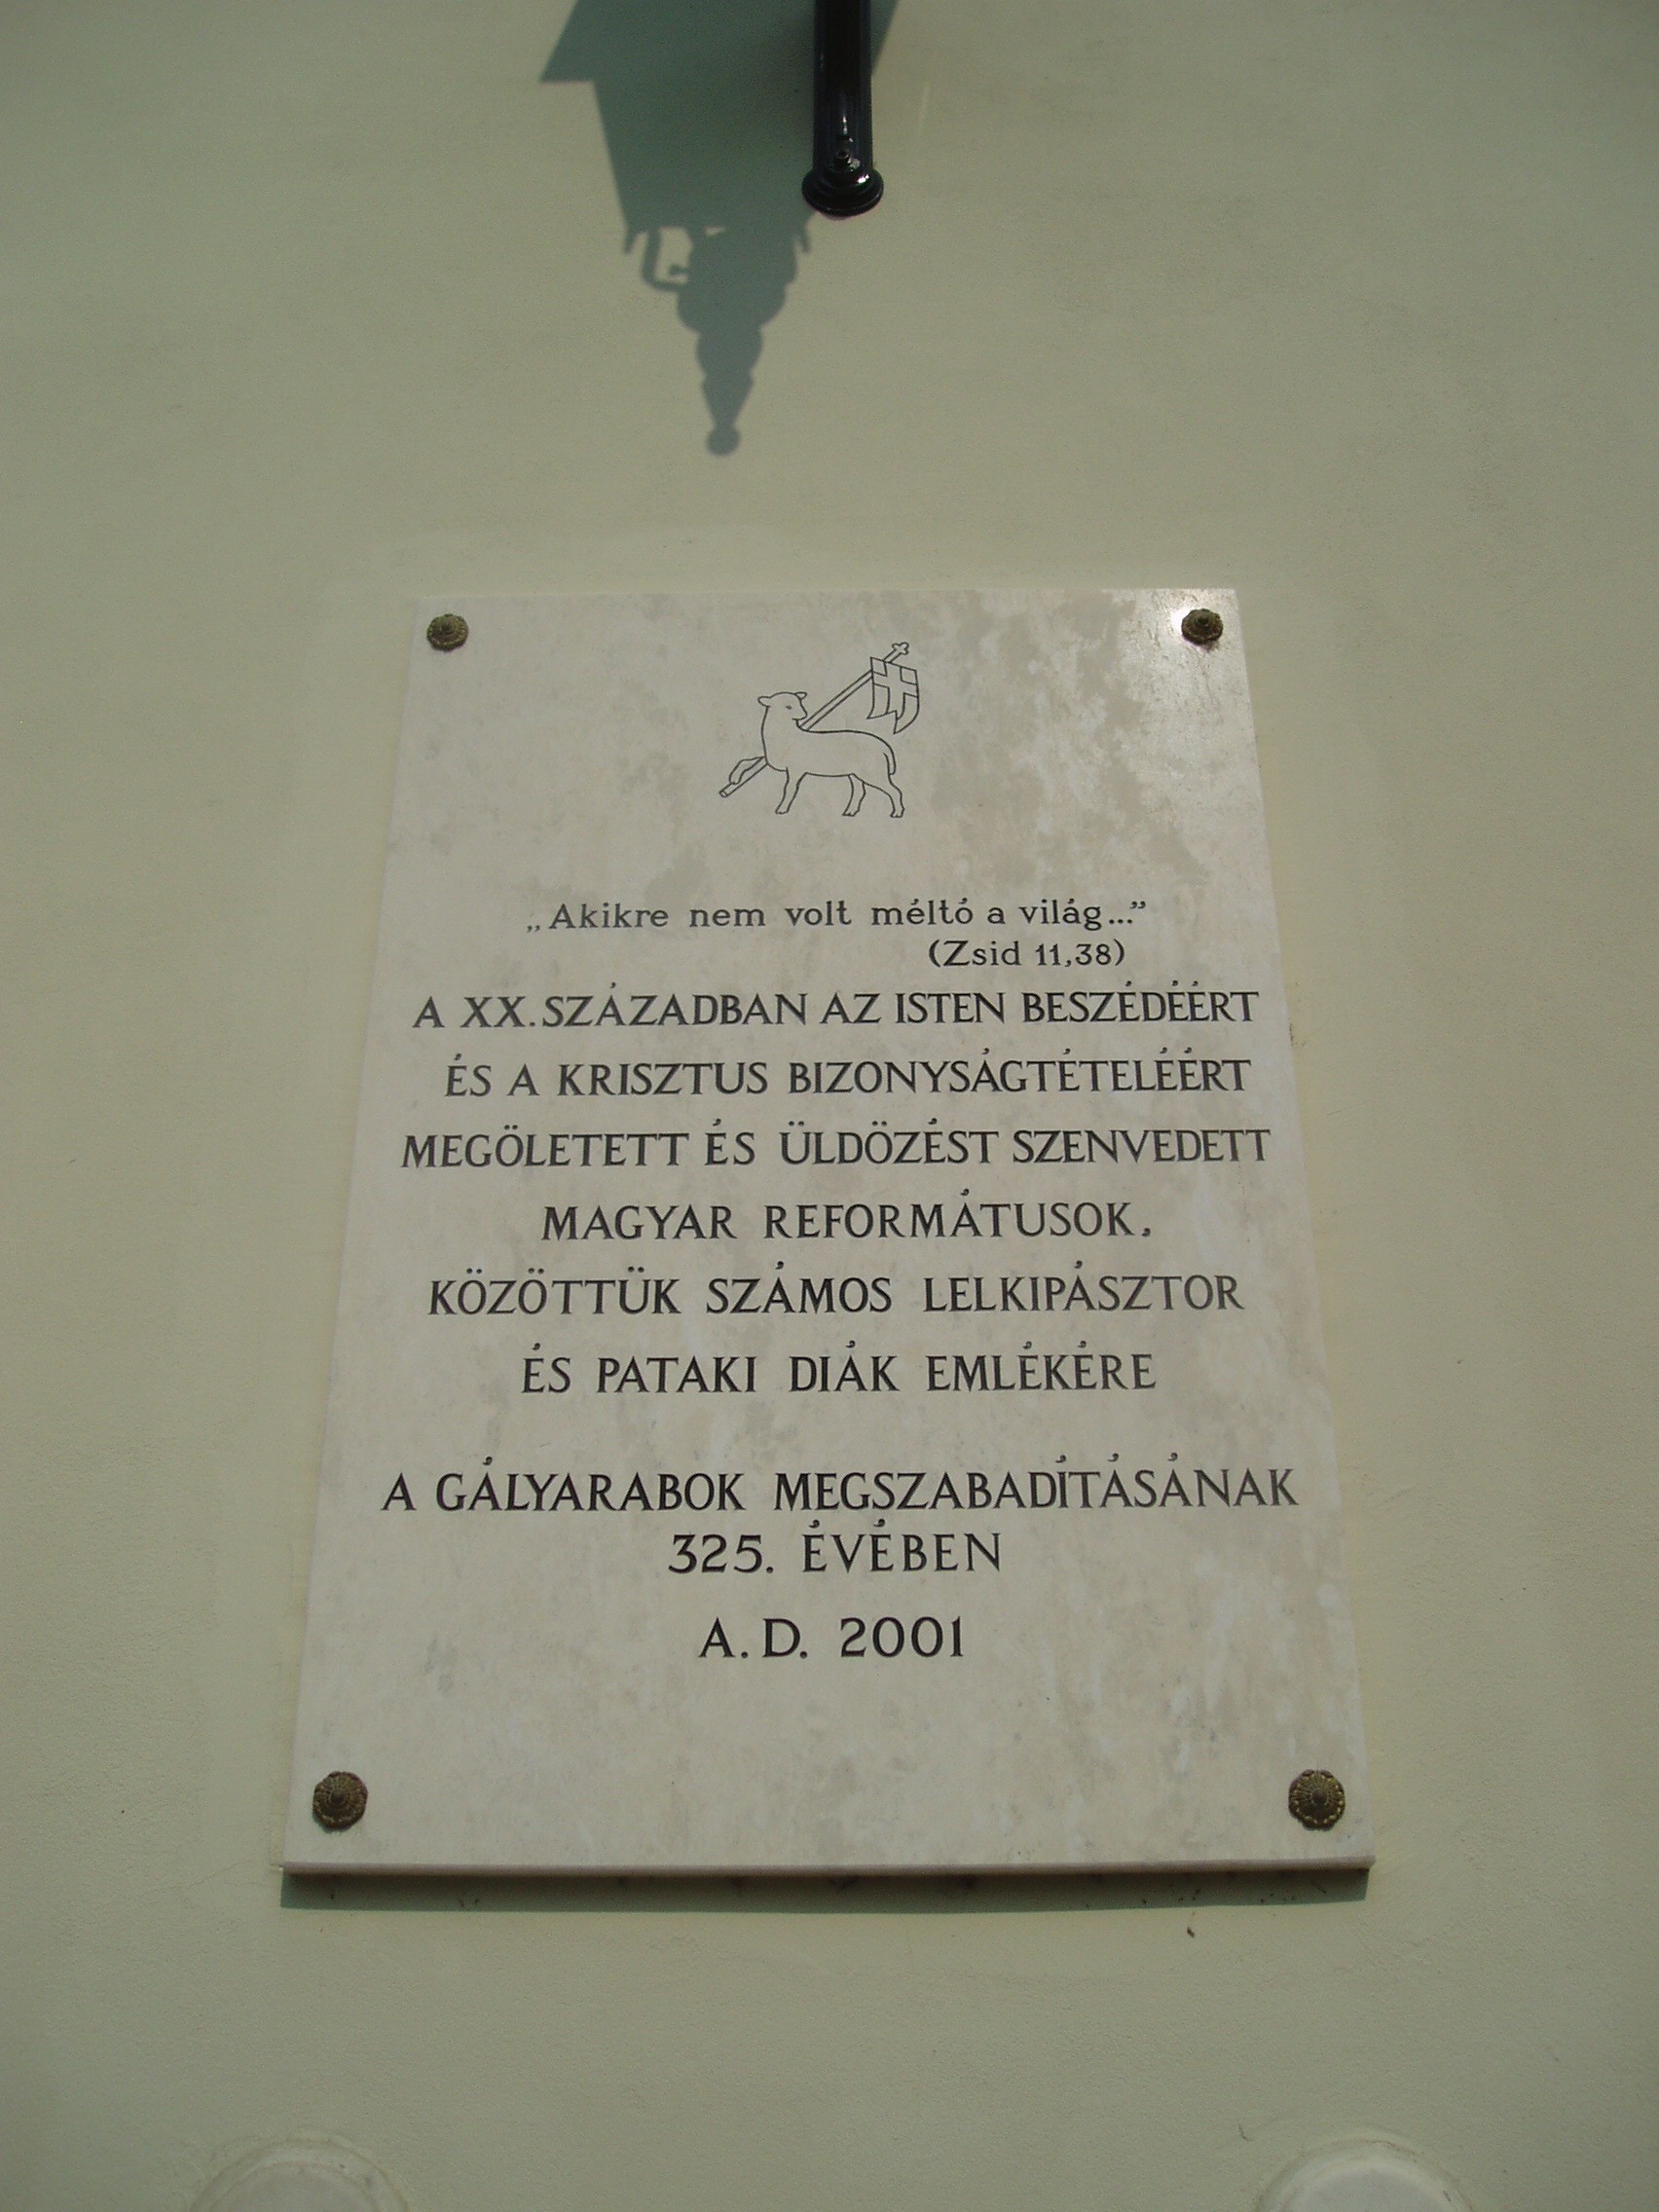 „Akikre nem volt méltó a világ...”
(Zsid 11,38)
A XX. SZÁZADBAN AZ ISTEN BESZÉDÉÉRT
ÉS A KRISZTUS BIZONYSÁGTÉTELÉÉRT
MEGÖLETETT ÉS ÜLDÖZÉST SZENVEDETT
MAGYAR REFORMÁTUSOK,
KÖZÖTTÜK SZÁMOS LELKIPÁSZTOR
ÉS PATAKI DIÁK EMLÉKÉRE
A GÁLYARABOK MEGSZABADÍTÁSÁNAK
325. ÉVÉBEN
A. D. 2001